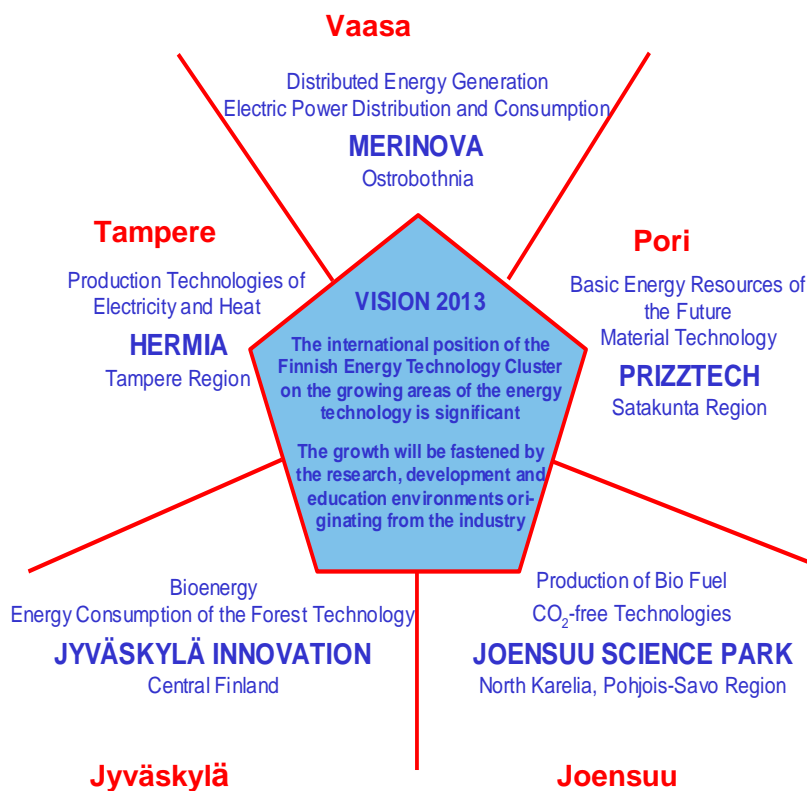 Vaasa
Distributed Energy Generation
Electric Power Distribution and Consumption
MERINOVA
Ostrobothnia
Tampere
Production Technologies of
Electricity and Heat
HERMIA
Tampere Region
Pori
Basic Energy Resources of
the Future
Material Technology
PRIZZTECH
Satakunta Region
VISION 2013
The international position of the
Finnish Energy Technology Cluster
on the growing areas of the energy
technology is significant
The growth will be fastened by
the research, development and
education environments ori-
ginating from the industry
Bioenergy
Energy Consumption of the Forest Technology
JYVÄSKYLÄ INNOVATION
Central Finland
Jyväskylä
Production of Bio Fuel
CO₂-free Technologies
JOENSUU SCIENCE PARK
North Karelia, Pohjois-Savo Region
Joensuu